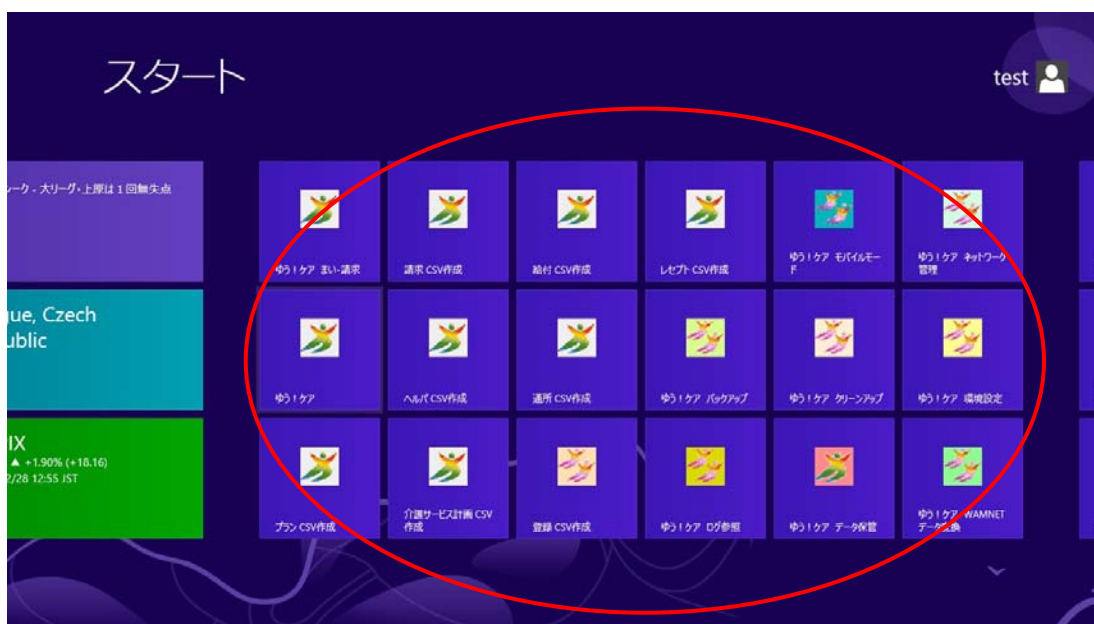 スタート
test
ーク - 大リーグ・上原は 1 回無失点
ue, Czech
ublic
IX
▲ +1.90% (+18.16)
2/28 12:55 JST
ゆう！ケア まい-請求
請求 CSV作成
給付 CSV作成
レセプト CSV作成
ゆう！ケア モバイルモー
ド
ゆう！ケア ネットワーク
管理
ゆう！ケア
ヘルパ CSV作成
通所 CSV作成
ゆう！ケア バックアップ
ゆう！ケア クリーンアップ
ゆう！ケア 環境設定
プラン CSV作成
介護サービス計画 CSV
作成
登録 CSV作成
ゆう！ケア ログ参照
ゆう！ケア データ保管
ゆう！ケア WAMNET
データ変換